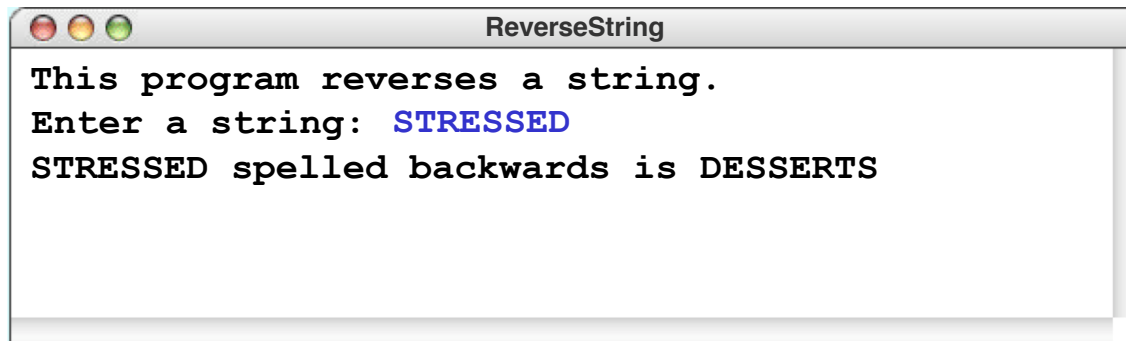 ReverseString
This program reverses a string.
Enter a string: STRESSED
STRESSED spelled backwards is DESSERTS